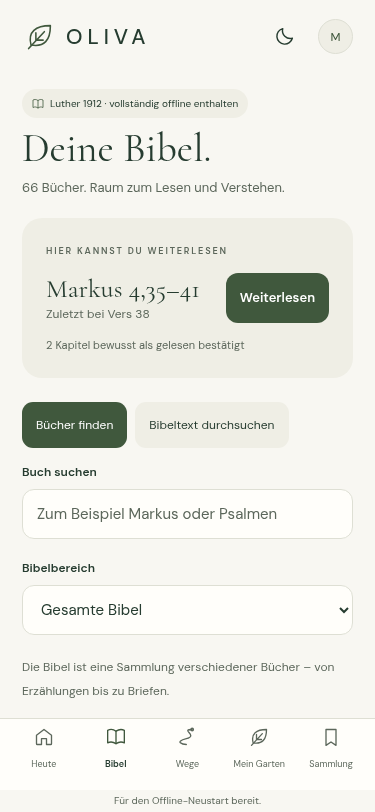 OLIVA
M
Luther 1912 · vollständig offline enthalten
Deine Bibel.
66 Bücher. Raum zum Lesen und Verstehen.
HIER KANNST DU WEITERLESEN
Markus 4,35–41
Zuletzt bei Vers 38
Weiterlesen
2 Kapitel bewusst als gelesen bestätigt
Bücher finden
Bibeltext durchsuchen
Buch suchen
Zum Beispiel Markus oder Psalmen
Bibelbereich
Gesamte Bibel
Die Bibel ist eine Sammlung verschiedener Bücher – von
Erzählungen bis zu Briefen.
Heute
Bibel
Wege
Mein Garten
Sammlung
Für den Offline-Neustart bereit.